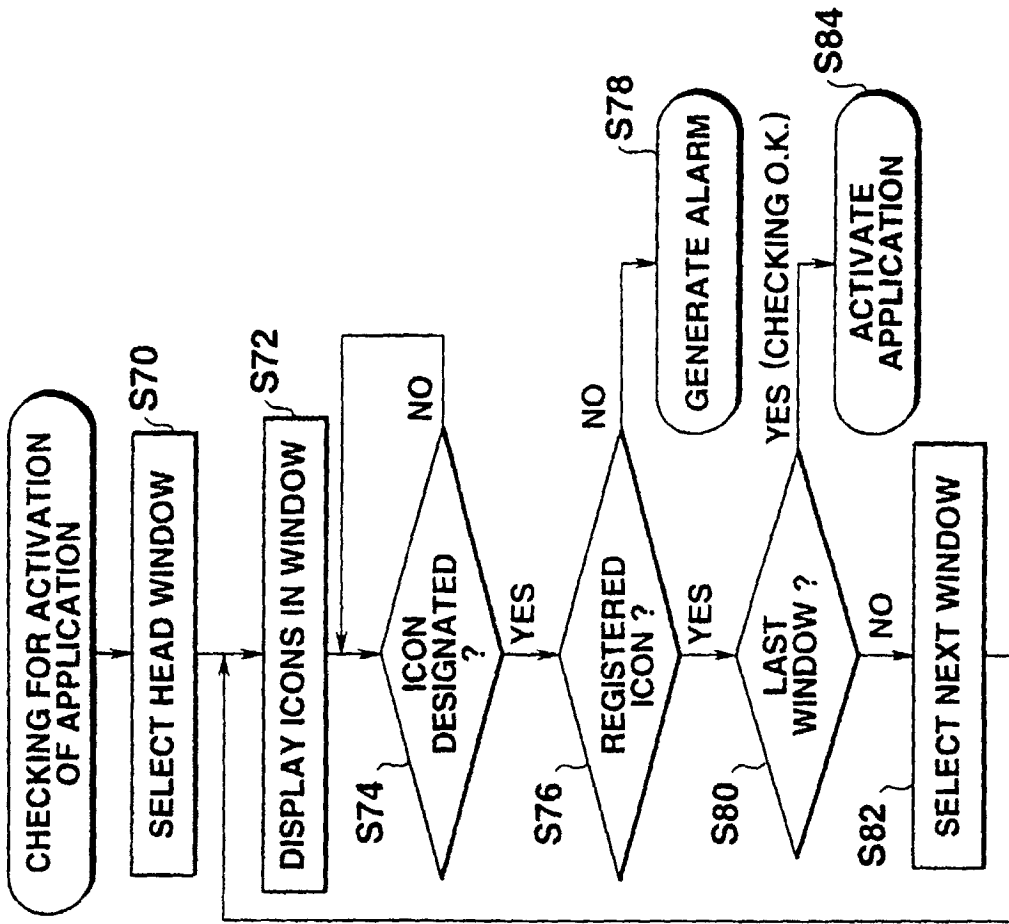 CHECKING FOR ACTIVATION
OF APPLICATION
S70
SELECT HEAD WINDOW
S72
DISPLAY ICONS IN WINDOW
S74
ICON
DESIGNATED
?
NO
YES
S76
REGISTERED
ICON ?
NO
S78
GENERATE ALARM
YES
S80
LAST
WINDOW ?
YES (CHECKING O.K.)
S84
ACTIVATE
APPLICATION
NO
S82
SELECT NEXT WINDOW